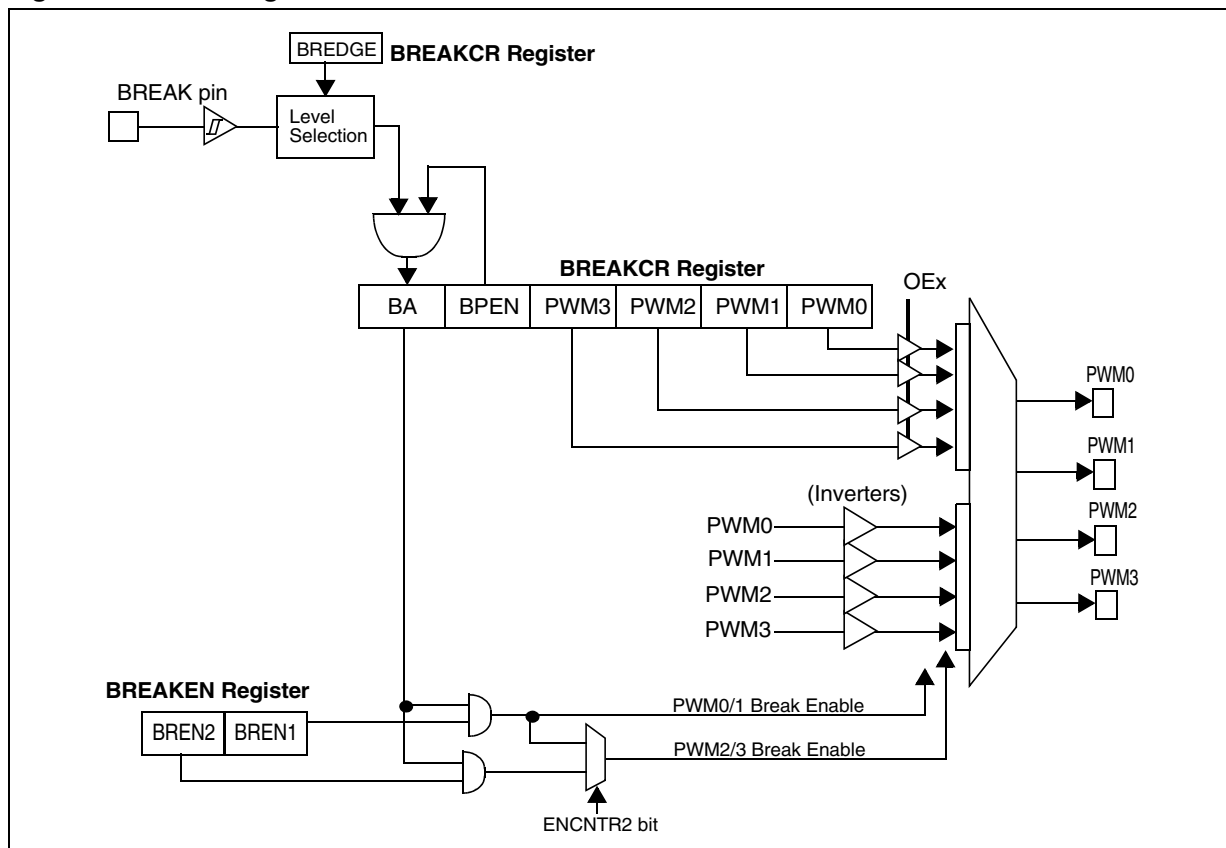 BREDGE BREAKCR Register
BREAK pin
Level
Selection
BREAKCR Register
OEx
BA BPEN PWM3 PWM2 PWM1 PWM0
PWM0
PWM1
PWM2
PWM3
(Inverters)
PWM0
PWM1
PWM2
PWM3
BREAKEN Register
BREN2 BREN1
PWM0/1 Break Enable
PWM2/3 Break Enable
ENCNTR2 bit